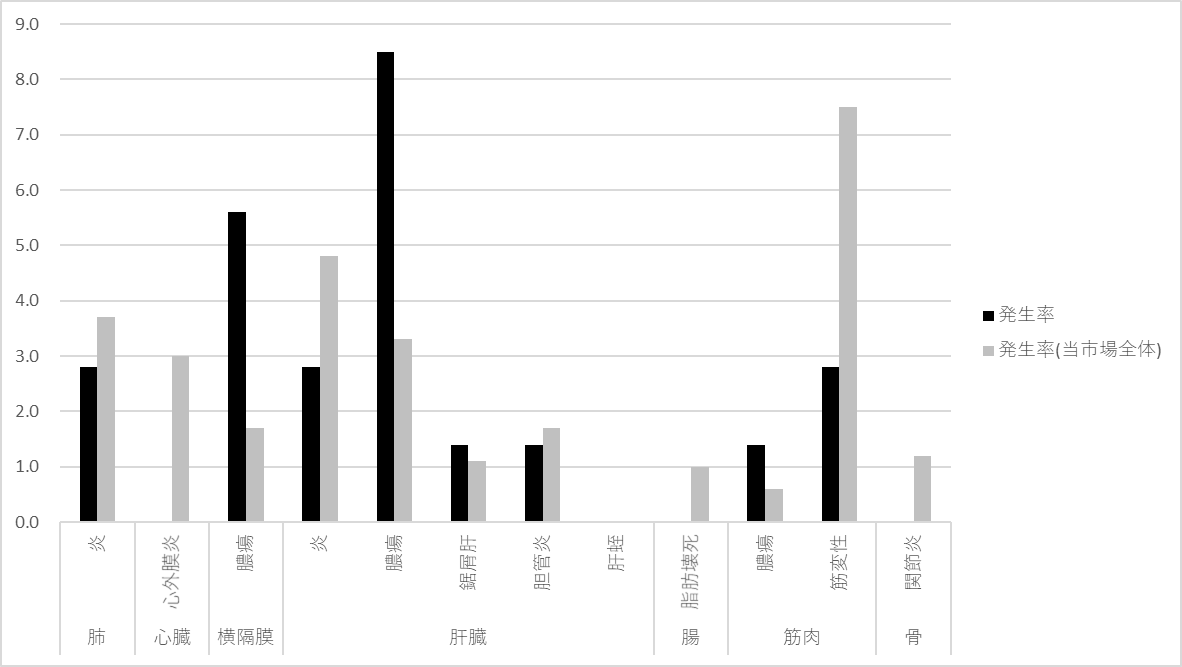 9.0
8.0
7.0
6.0
5.0
4.0
3.0
2.0
1.0
0.0
発生率
発生率(当市場全体)
炎
心外膜炎
膿瘍
炎
膿瘍
鋸屑肝
胆管炎
肝蛭
脂肪壊死
膿瘍
筋変性
関節炎
肺
心臓
横隔膜
肝臓
腸
筋肉
骨